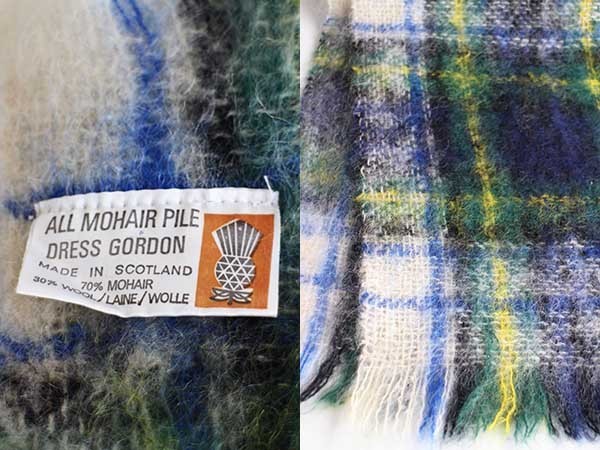 ALL MOHAIR PILE
DRESS GORDON
MADE IN SCOTLAND
70% MOHAIR
30% WOOL/LAINE/WOLLE